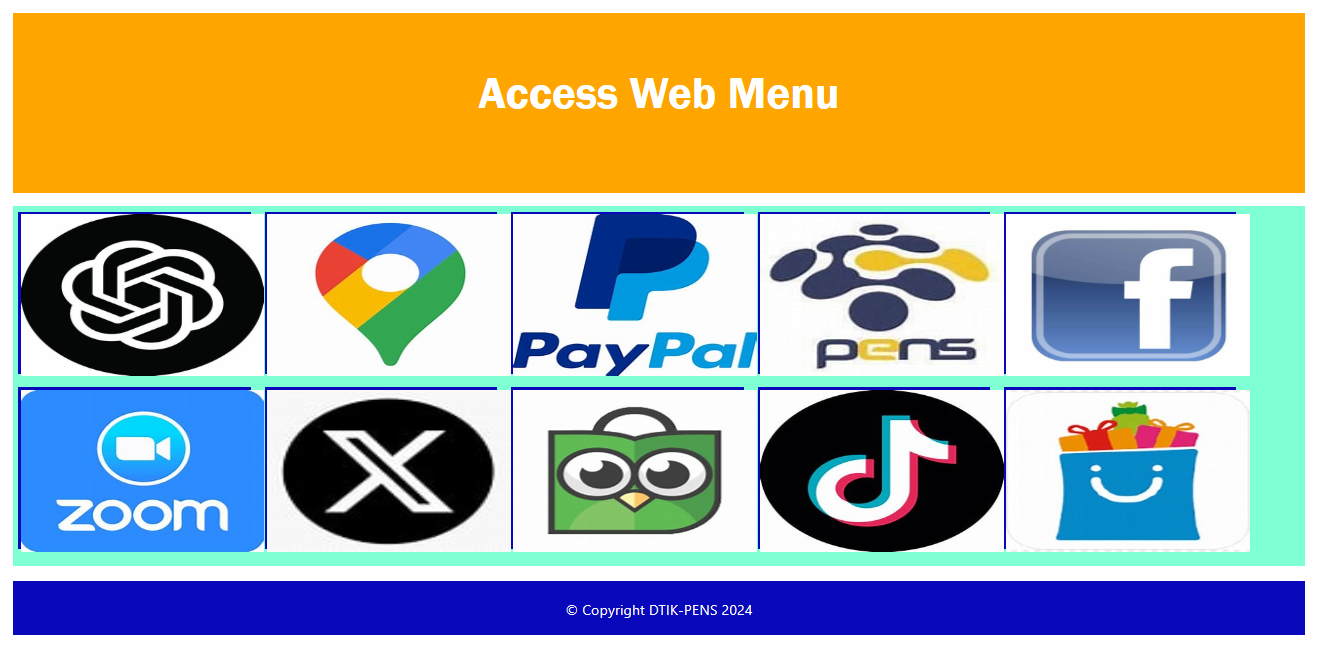 Access Web Menu
PayPal
pens
f
zoom
X
© Copyright DTIK-PENS 2024